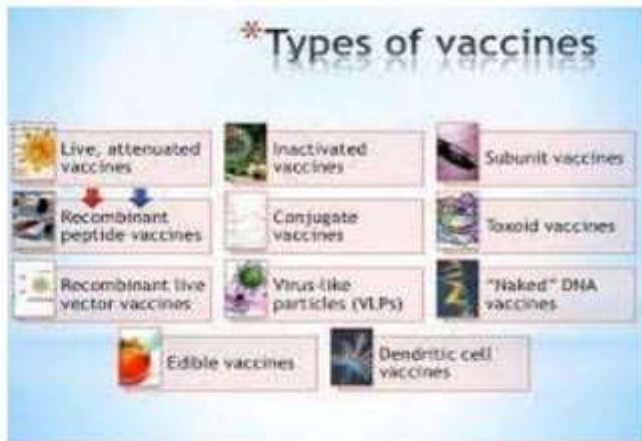 *Types of vaccines
Live, attenuated
vaccines
Inactivated
vaccines
Subunit vaccines
Recombinant
peptide vaccines
Conjugate
vaccines
Toxoid vaccines
Recombinant live
vector vaccines
Virus-like
particles (VLPs)
"Naked" DNA
vaccines
Edible vaccines
Dendritic cell
vaccines